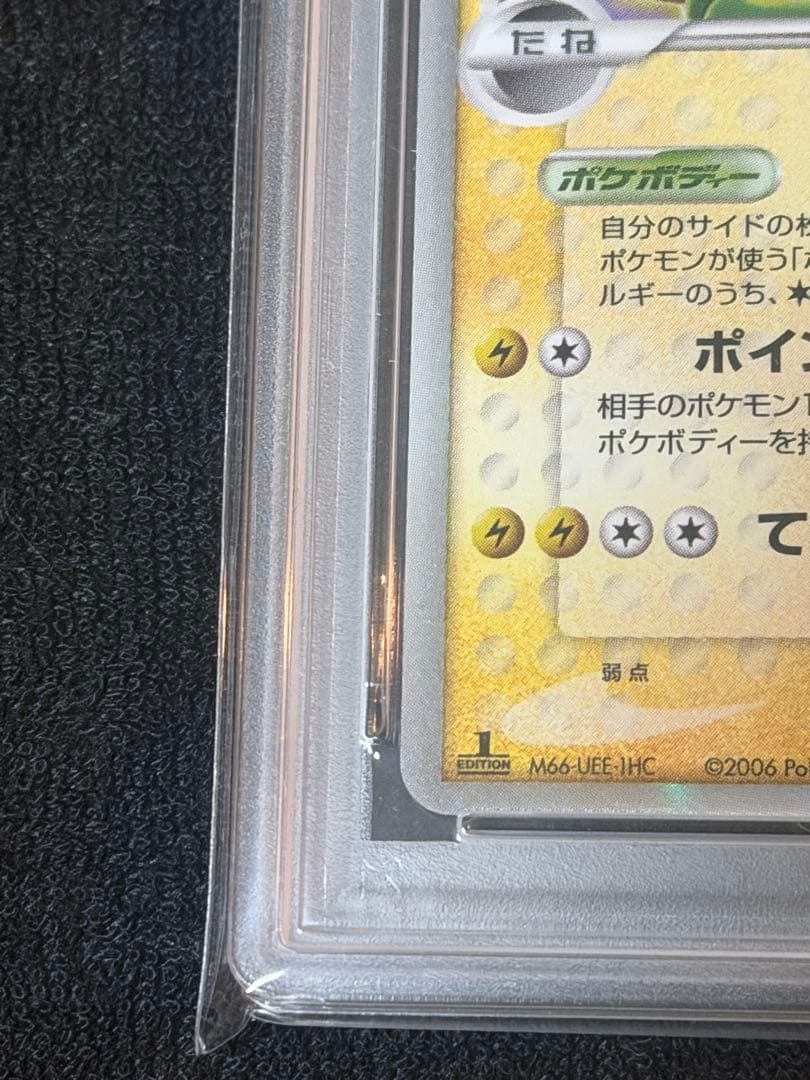 たね
ポケボディー
自分のサイドの
ポケモンが使う「
ルギーのうち、
ポイン
相手のポケモン1
ポケボディーを持
て
弱点
1 EDITION M66-UEE-1HC ©2006 Po